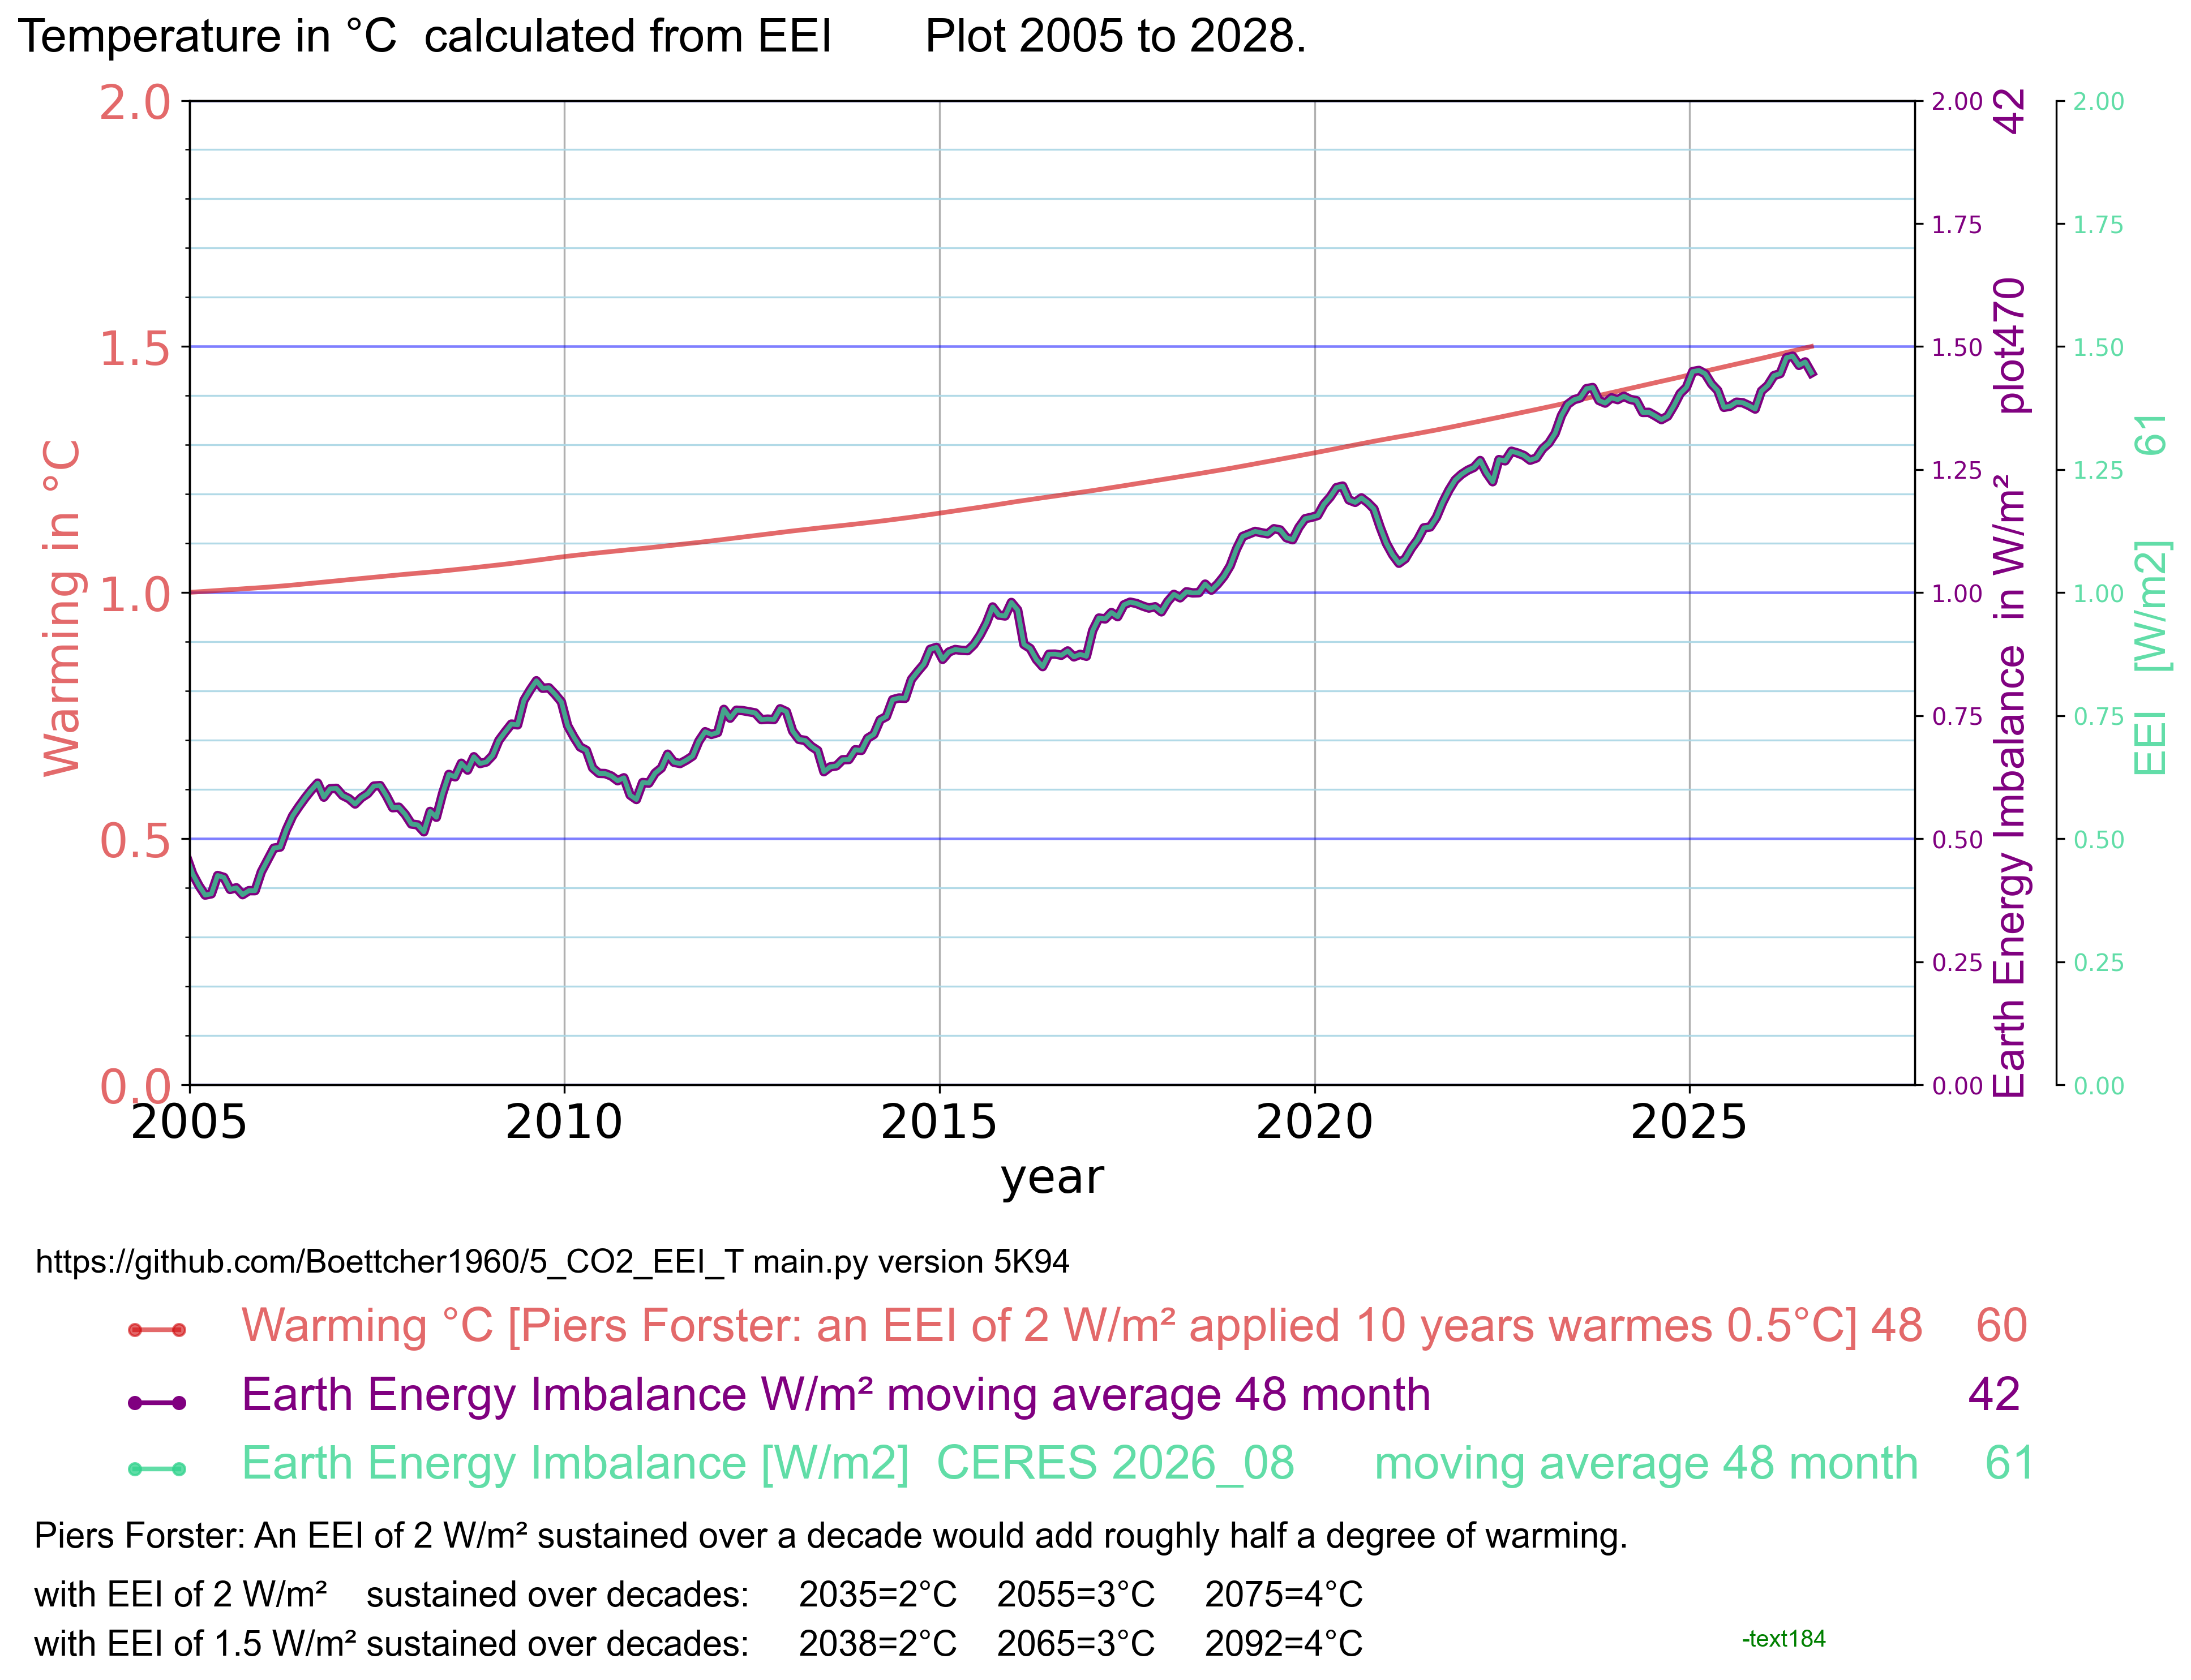 Temperature in °C  calculated from EEI       Plot 2005 to 2028.
2.0
1.5
1.0
0.5
0.0
Warming in °C
2005 2010 2015 2020 2025
year
2.00
1.75
1.50
1.25
1.00
0.75
0.50
0.25
0.00
Earth Energy Imbalance  in W/m²     plot470     42
2.00
1.75
1.50
1.25
1.00
0.75
0.50
0.25
0.00
EEI   [W/m2]     61
https://github.com/Boettcher1960/5_CO2_EEI_T main.py version 5K94
Warming °C [Piers Forster: an EEI of 2 W/m² applied 10 years warmes 0.5°C] 48    60
Earth Energy Imbalance W/m² moving average 48 month    42
Earth Energy Imbalance [W/m2]  CERES 2026_08      moving average 48 month     61
Piers Forster: An EEI of 2 W/m² sustained over a decade would add roughly half a degree of warming.
with EEI of 2 W/m²    sustained over decades:     2035=2°C    2055=3°C     2075=4°C
with EEI of 1.5 W/m² sustained over decades:     2038=2°C    2065=3°C     2092=4°C
-text184